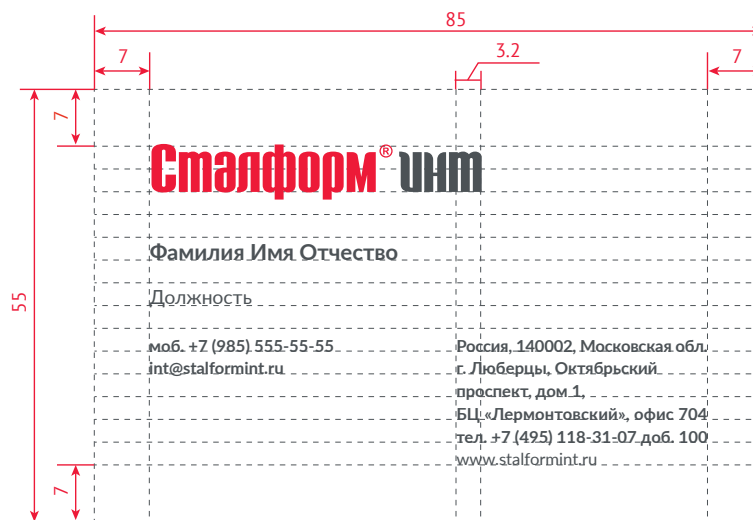 85
7
3.2
7
7
Сталформ® инт
Фамилия Имя Отчество
55
Должность
моб. +7 (985) 555-55-55
int@stalformint.ru
Россия, 140002, Московская обл.
г. Люберцы, Октябрьский
проспект, дом 1,
БЦ «Лермонтовский», офис 704
тел. +7 (495) 118-31-07 доб. 100
www.stalformint.ru
7